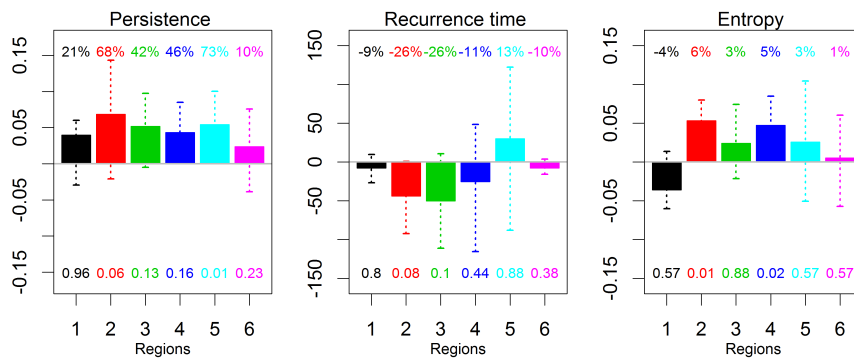 Persistence
21% 68% 42% 46% 73% 10%
0.15
0.05
-0.05
-0.15
0.96 0.06 0.13 0.16 0.01 0.23
1 2 3 4 5 6
Regions
Recurrence time
-9% -26% -26% -11% 13% -10%
150
50
0
-50
-150
0.8 0.08 0.1 0.44 0.88 0.38
1 2 3 4 5 6
Regions
Entropy
-4% 6% 3% 5% 3% 1%
0.15
0.05
-0.05
-0.15
0.57 0.01 0.88 0.02 0.57 0.57
1 2 3 4 5 6
Regions